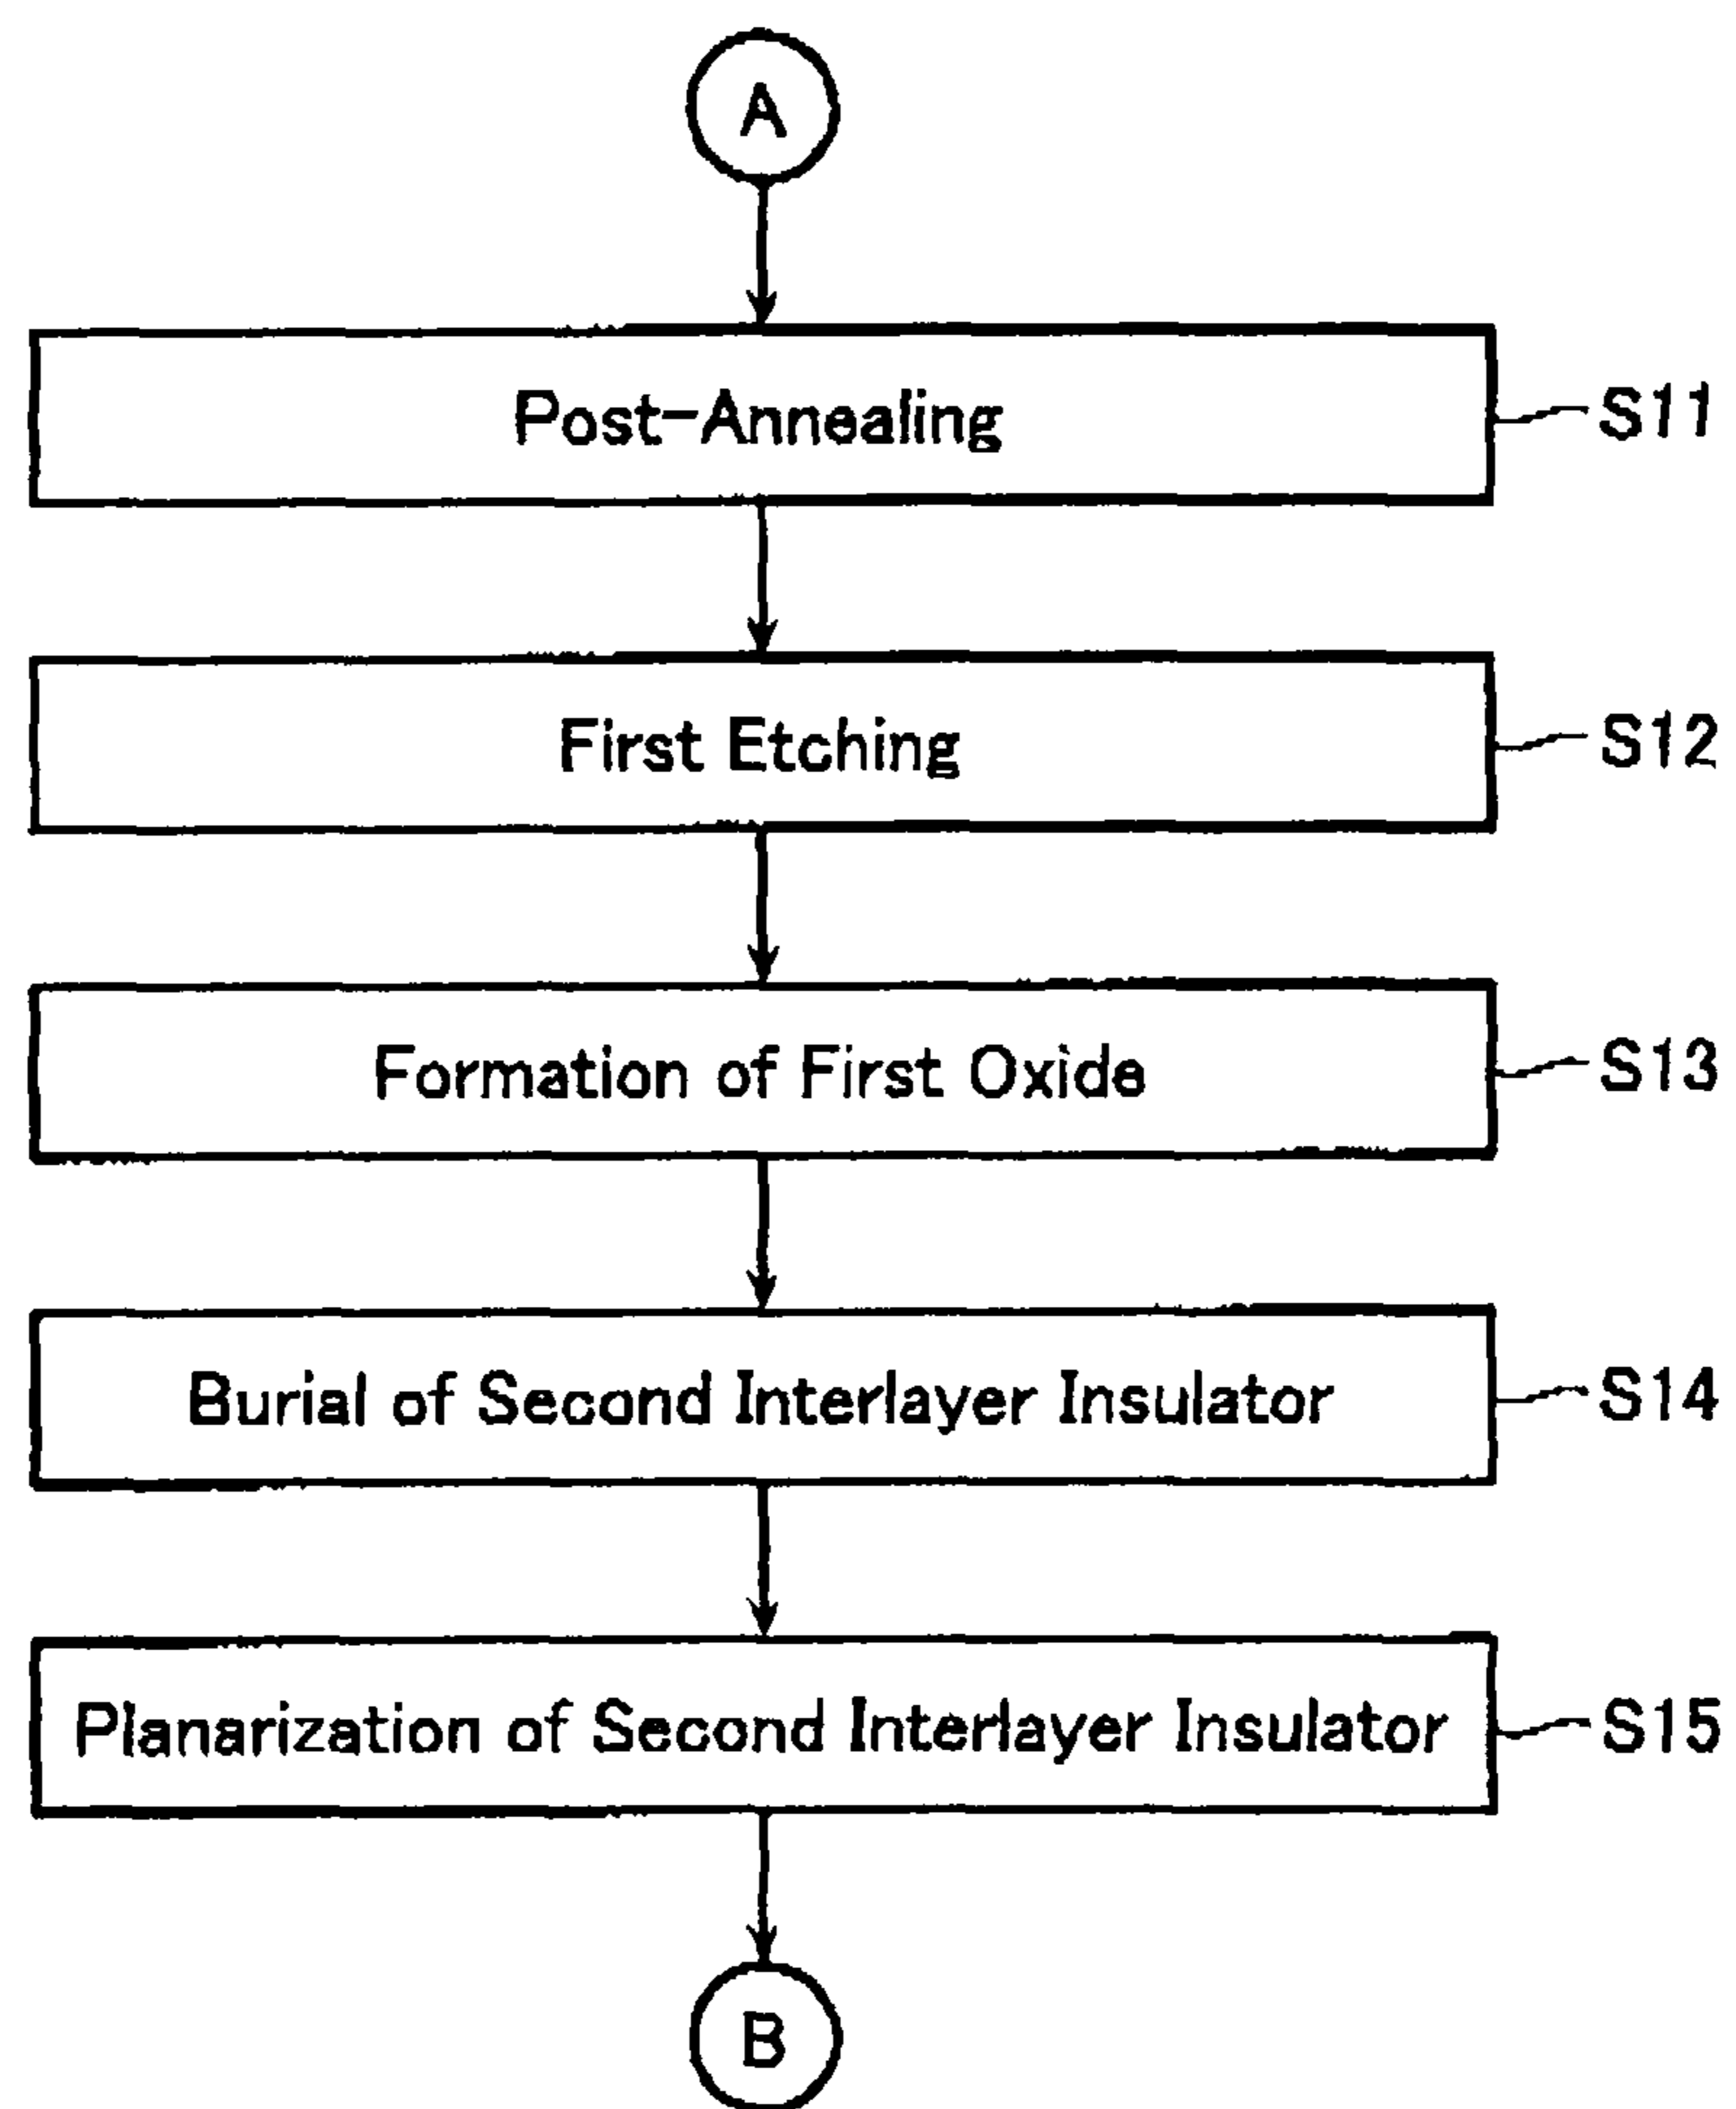 A
Post-Annealing S11
First Etching S12
Formation of First Oxide S13
Burial of Second Interlayer Insulator S14
Planarization of Second Interlayer Insulator S15
B